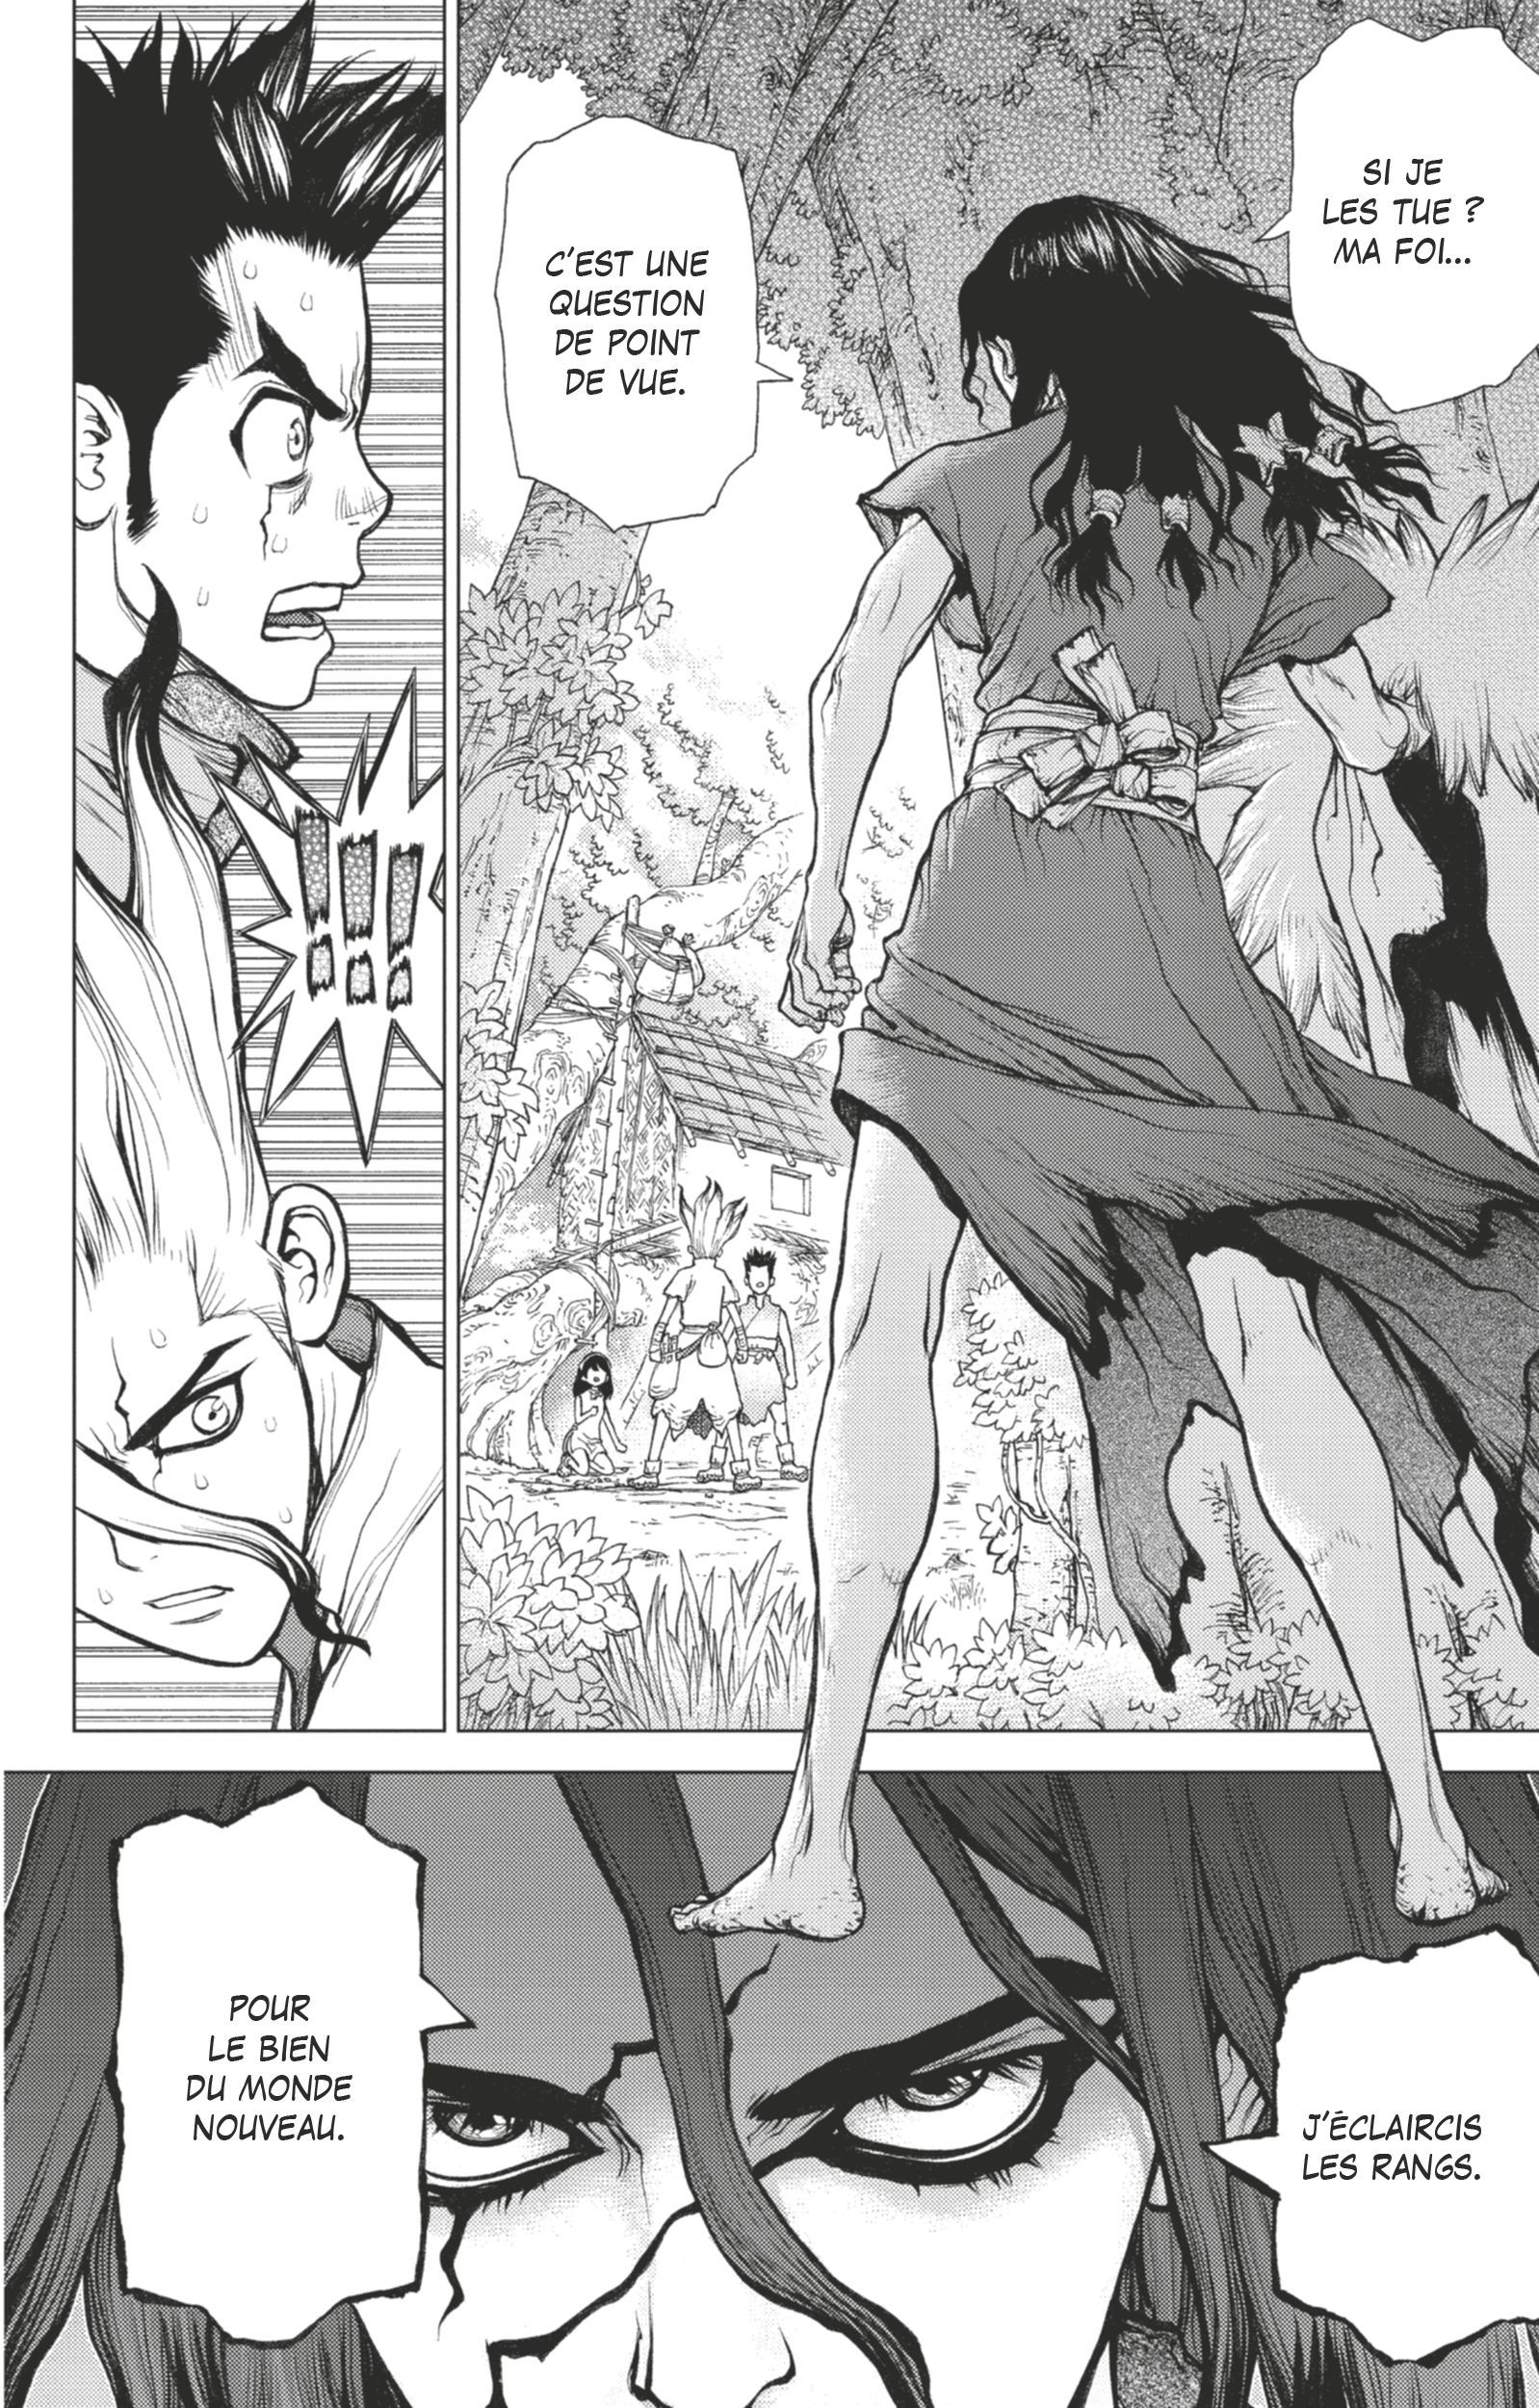 SI JE
LES TUE ?
MA FOI...
C'EST UNE
QUESTION
DE POINT
DE VUE.
!!!
J'ÉCLAIRCIS
LES RANGS.
POUR
LE BIEN
DU MONDE
NOUVEAU.